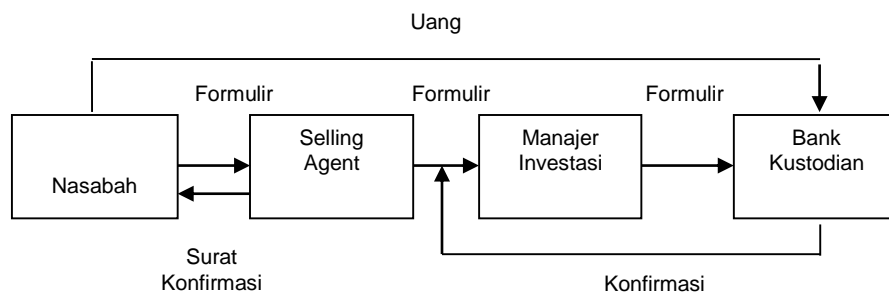 Uang
Formulir
Formulir
Formulir
Nasabah
Selling
Agent
Manajer
Investasi
Bank
Kustodian
Surat
Konfirmasi
Konfirmasi